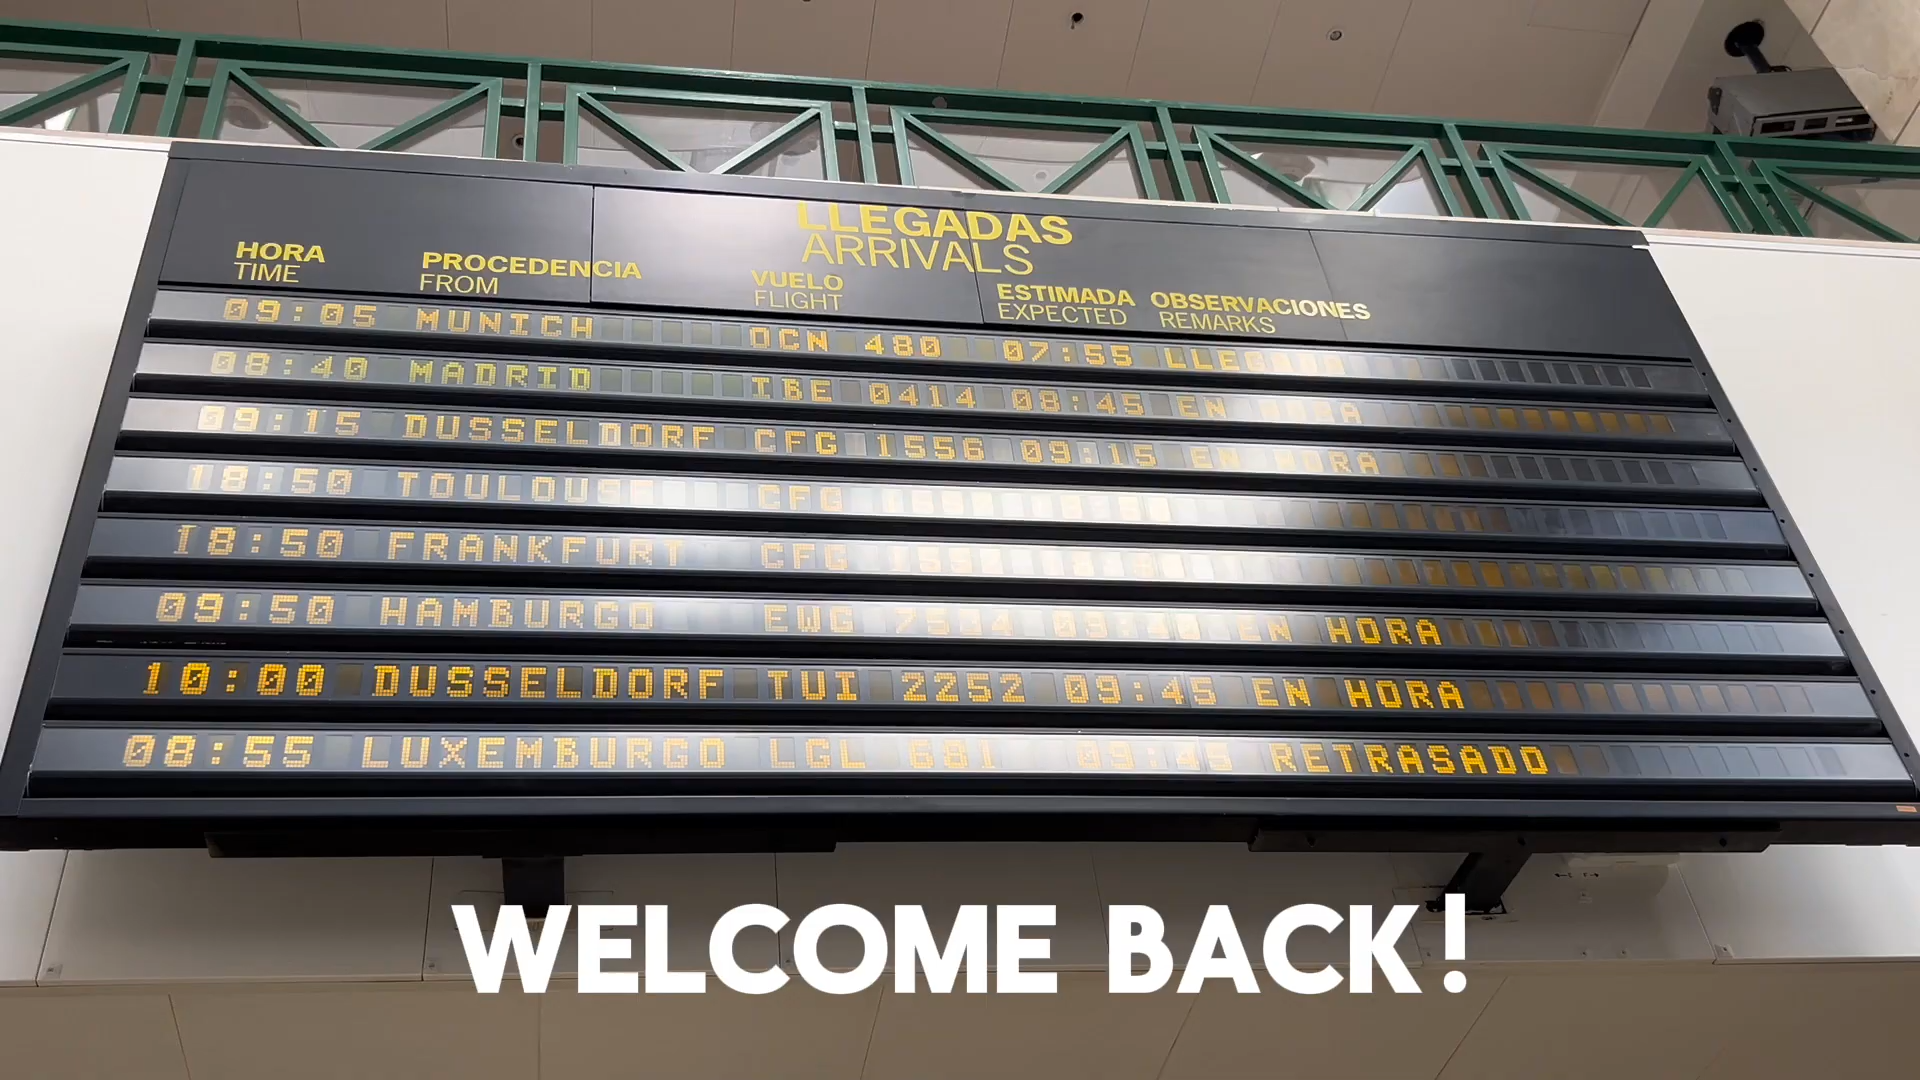 LLEGADAS
ARRIVALS
HORA PROCEDENCIA VUELO ESTIMADA OBSERVACIONES
TIME FROM FLIGHT EXPECTED REMARKS
09:05 MUNICH OCN 480 07:55 LLEGADA
08:40 MADRID IBE 0414 08:45 EN HORA
09:15 DUSSELDORF CFG 1556 09:15 EN HORA
18:50 TOULOUSE CFG
18:50 FRANKFURT CFG
09:50 HAMBURGO EWG EN HORA
10:00 DUSSELDORF TUI 2252 09:45 EN HORA
08:55 LUXEMBURGO LGL 681 09:45 RETRASADO
WELCOME BACK!